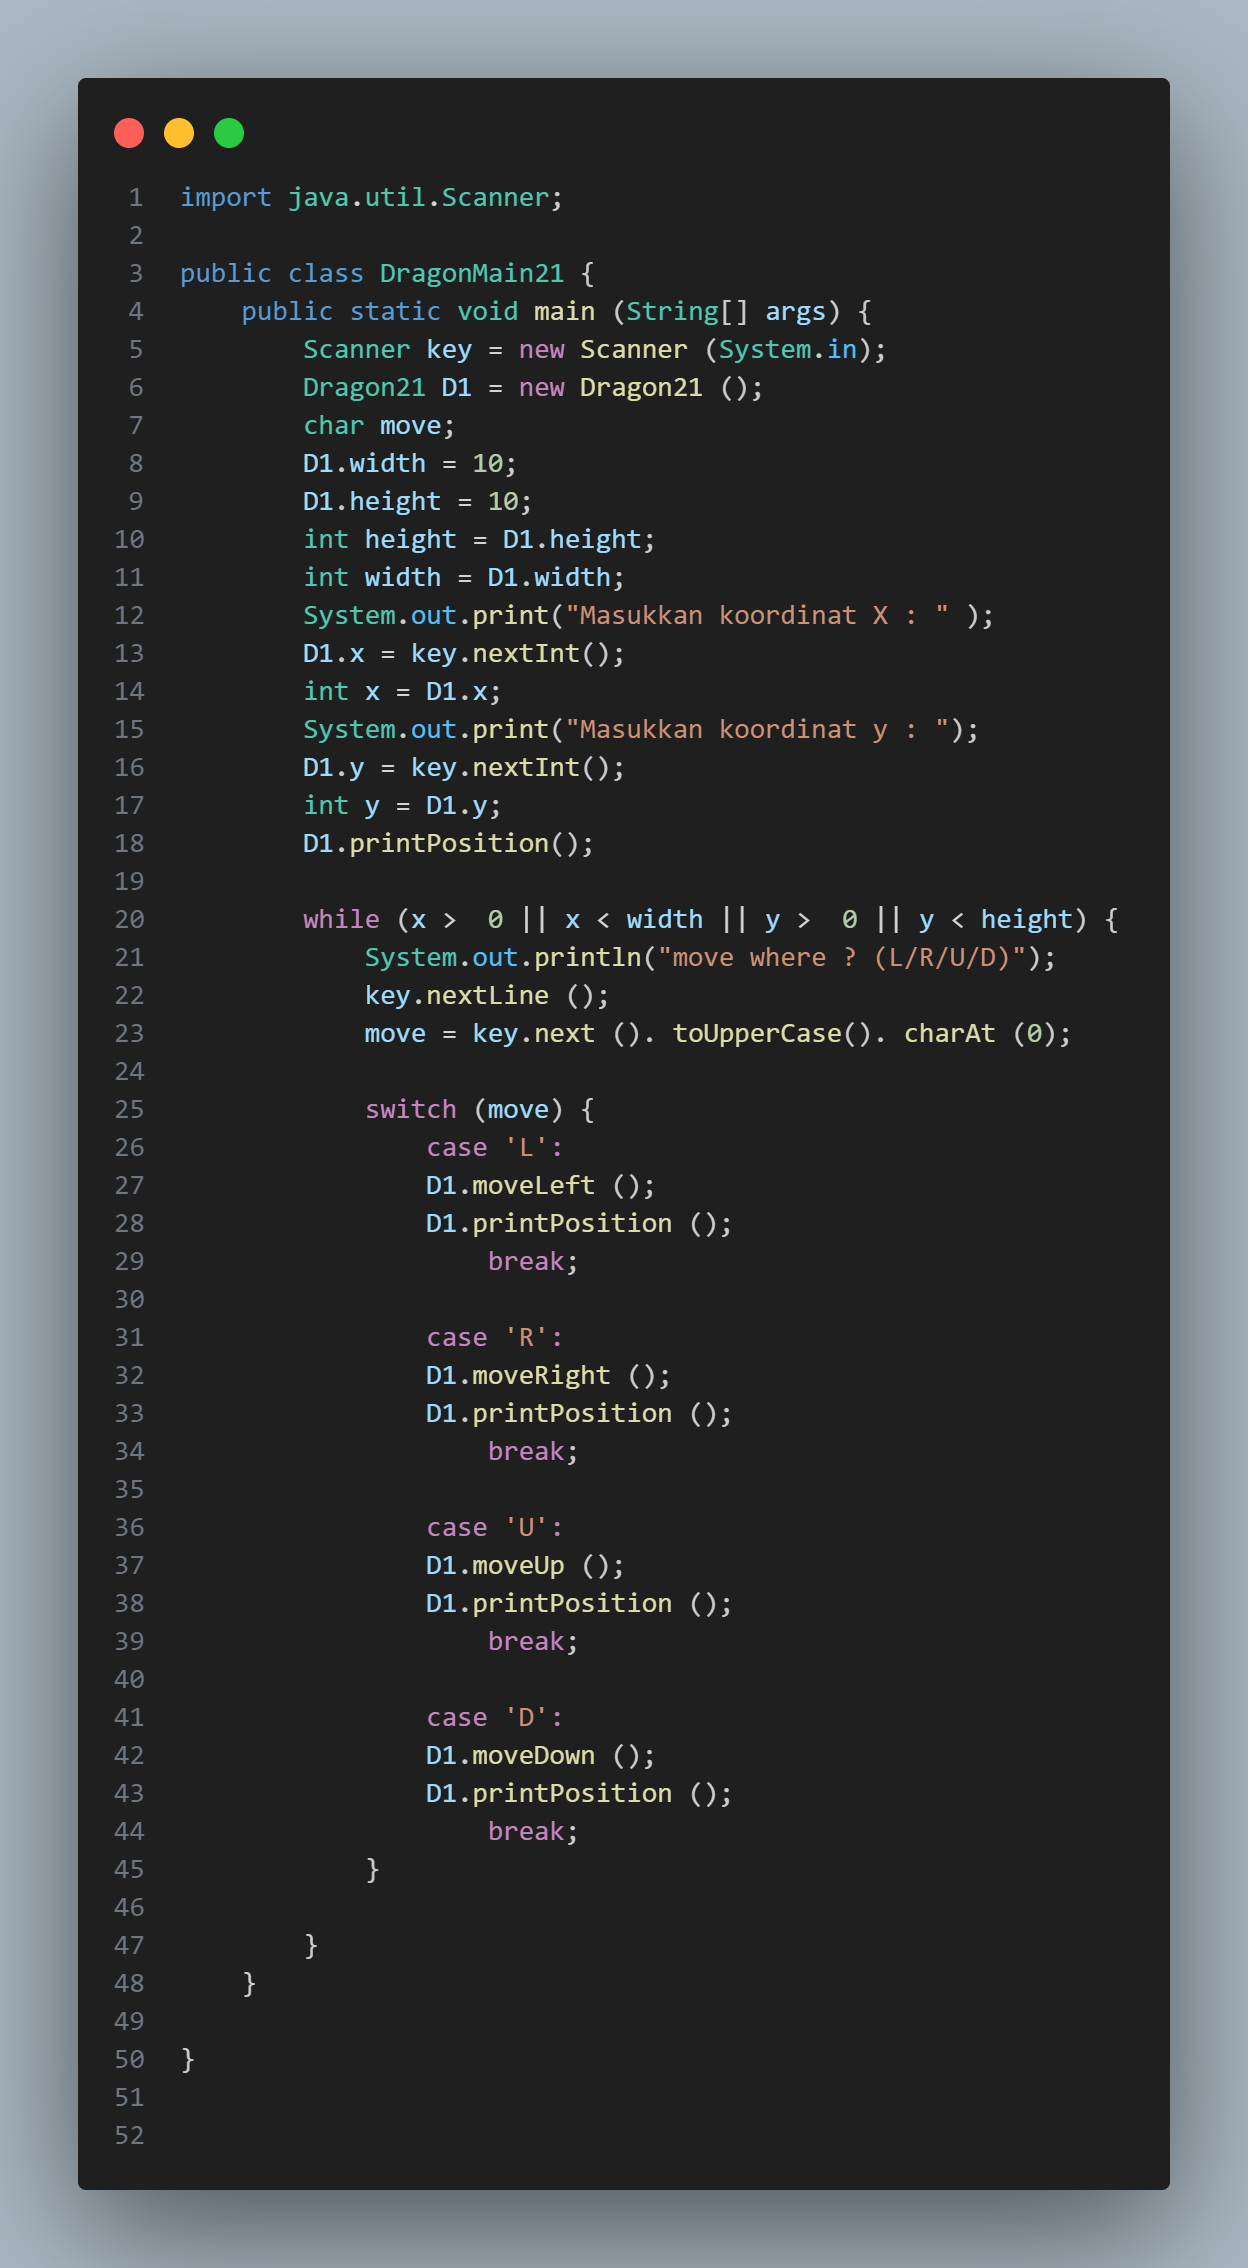 1 import java.util.Scanner;
2
3 public class DragonMain21 {
4     public static void main (String[] args) {
5         Scanner key = new Scanner (System.in);
6         Dragon21 D1 = new Dragon21 ();
7         char move;
8         D1.width = 10;
9         D1.height = 10;
10         int height = D1.height;
11         int width = D1.width;
12         System.out.print("Masukkan koordinat X : " );
13         D1.x = key.nextInt();
14         int x = D1.x;
15         System.out.print("Masukkan koordinat y : ");
16         D1.y = key.nextInt();
17         int y = D1.y;
18         D1.printPosition();
19
20         while (x >  0 || x < width || y >  0 || y < height) {
21             System.out.println("move where ? (L/R/U/D)");
22             key.nextLine ();
23             move = key.next (). toUpperCase(). charAt (0);
24
25             switch (move) {
26                 case 'L':
27                 D1.moveLeft ();
28                 D1.printPosition ();
29                     break;
30
31                 case 'R':
32                 D1.moveRight ();
33                 D1.printPosition ();
34                     break;
35
36                 case 'U':
37                 D1.moveUp ();
38                 D1.printPosition ();
39                     break;
40
41                 case 'D':
42                 D1.moveDown ();
43                 D1.printPosition ();
44                     break;
45             }
46
47         }
48     }
49
50 }
51
52